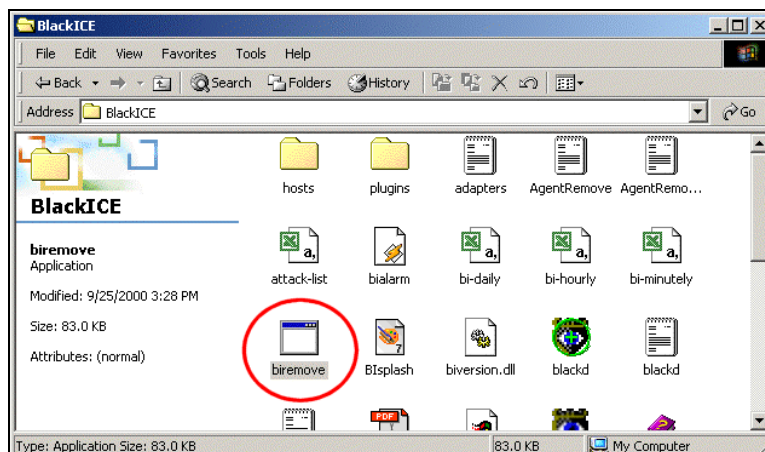 BlackICE
File Edit View Favorites Tools Help
Back Search Folders History
Address BlackICE Go
BlackICE
biremove
Application
Modified: 9/25/2000 3:28 PM
Size: 83.0 KB
Attributes: (normal)
hosts plugins adapters AgentRemove AgentRemo...
attack-list bialarm bi-daily bi-hourly bi-minutely
biremove BIsplash biversion.dll blackd blackd
PDF
Type: Application Size: 83.0 KB 83.0 KB My Computer